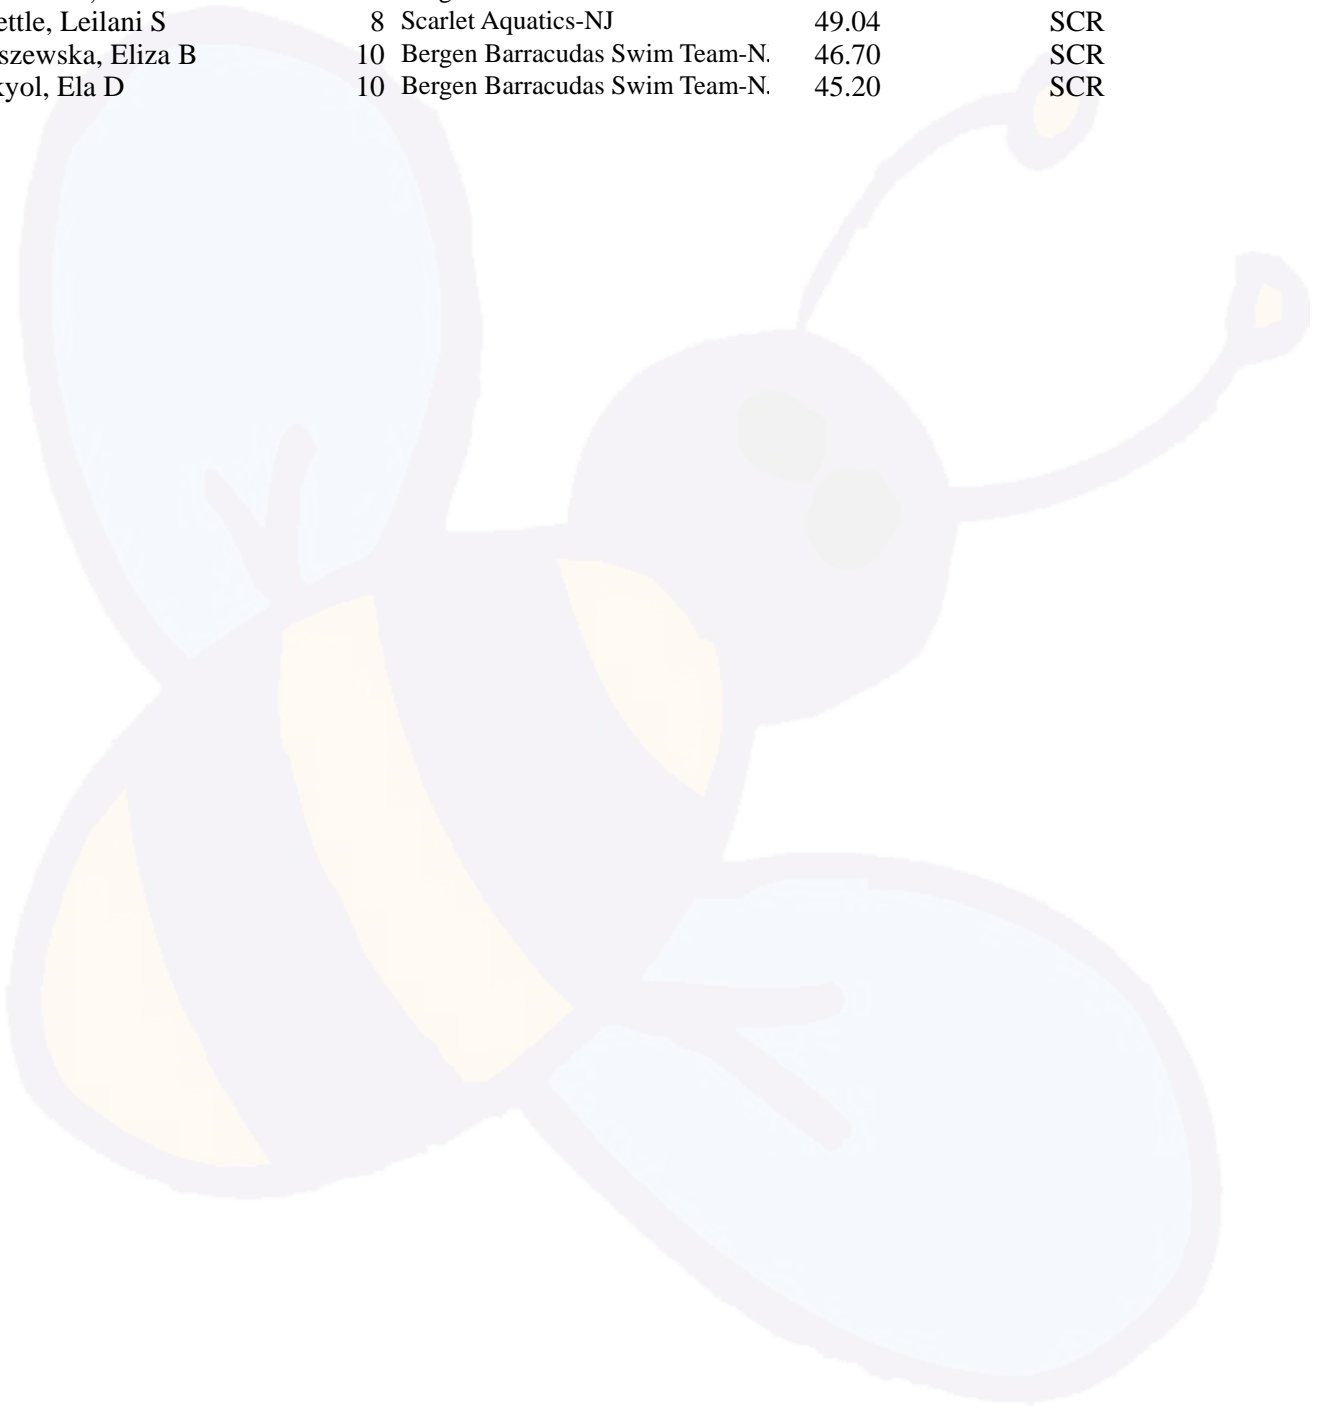 ettle, Leilani S 8 Scarlet Aquatics-NJ 49.04 SCR
szewska, Eliza B 10 Bergen Barracudas Swim Team-N. 46.70 SCR
kyol, Ela D 10 Bergen Barracudas Swim Team-N. 45.20 SCR